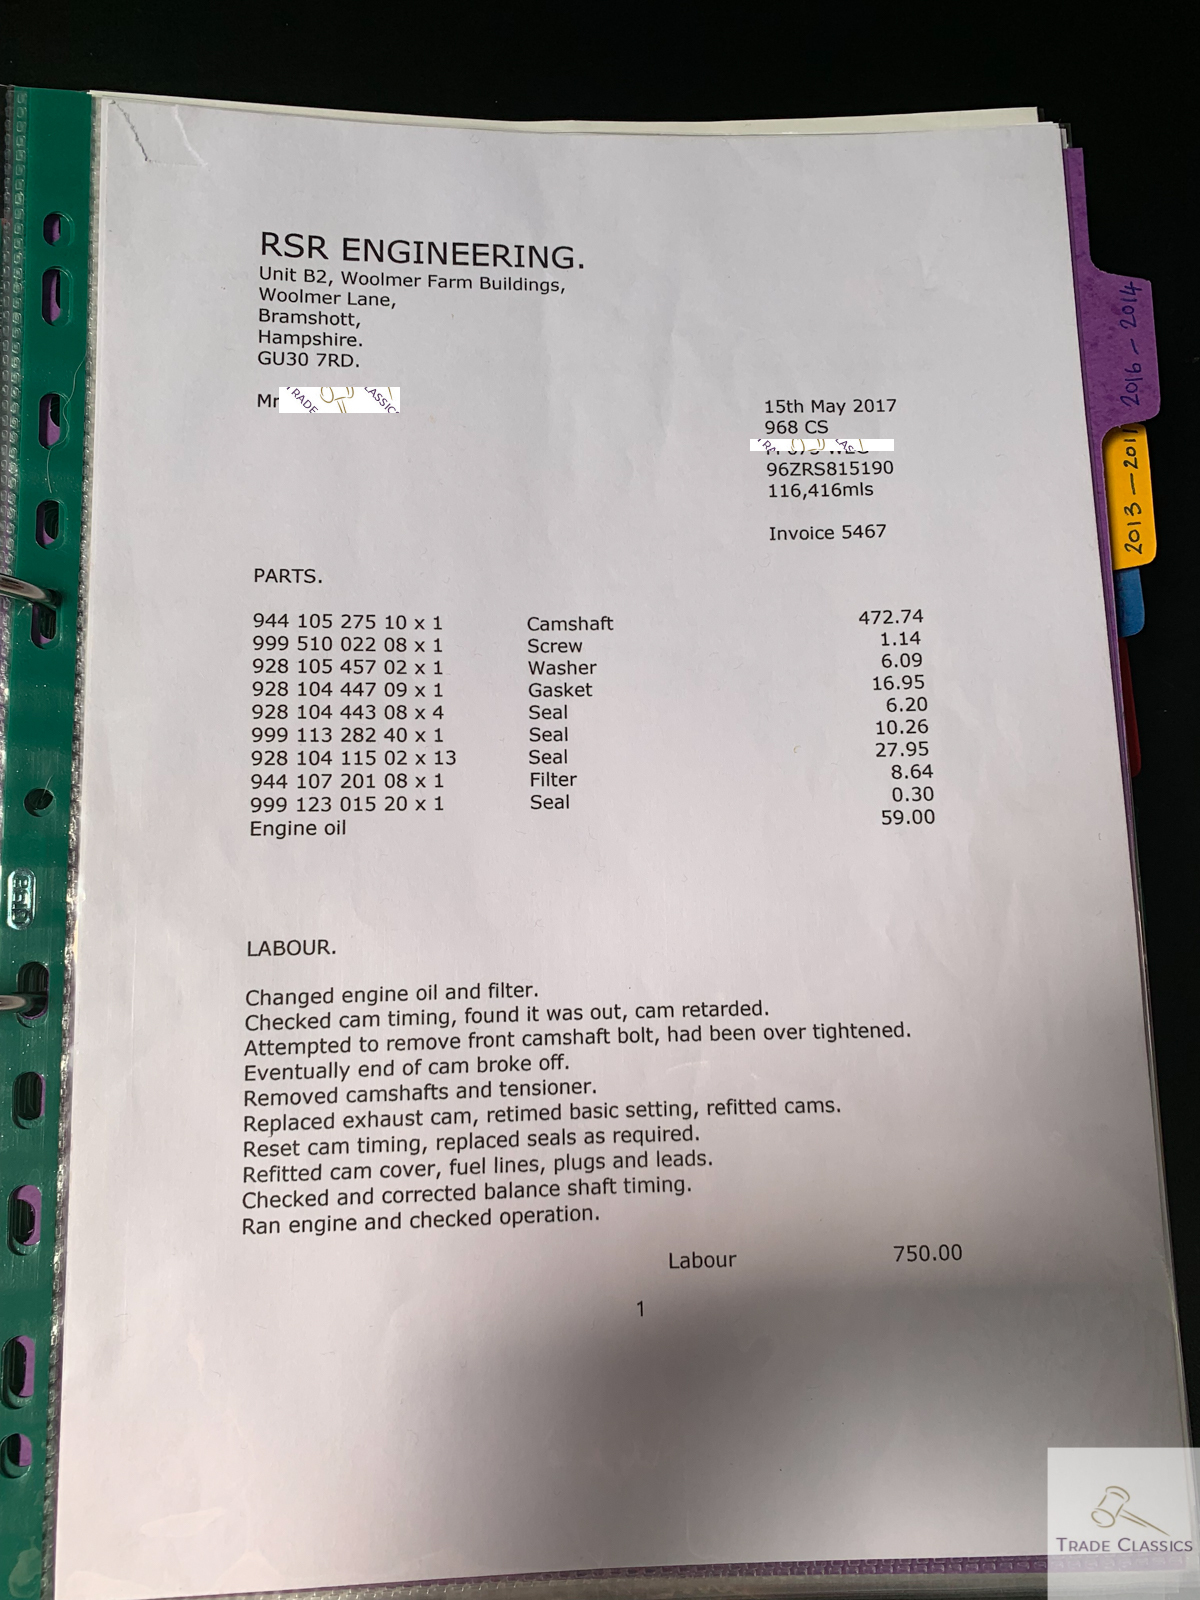 RSR ENGINEERING.
Unit B2, Woolmer Farm Buildings,
Woolmer Lane,
Bramshott,
Hampshire.
GU30 7RD.
Mr
TRADE CLASSIC
15th May 2017
968 CS
96ZRS815190
116,416mls
Invoice 5467
PARTS.
944 105 275 10 x 1 Camshaft 472.74
999 510 022 08 x 1 Screw 1.14
928 105 457 02 x 1 Washer 6.09
928 104 447 09 x 1 Gasket 16.95
928 104 443 08 x 4 Seal 6.20
999 113 282 40 x 1 Seal 10.26
928 104 115 02 x 13 Seal 27.95
944 107 201 08 x 1 Filter 8.64
999 123 015 20 x 1 Seal 0.30
Engine oil 59.00
LABOUR.
Changed engine oil and filter.
Checked cam timing, found it was out, cam retarded.
Attempted to remove front camshaft bolt, had been over tightened.
Eventually end of cam broke off.
Removed camshafts and tensioner.
Replaced exhaust cam, retimed basic setting, refitted cams.
Reset cam timing, replaced seals as required.
Refitted cam cover, fuel lines, plugs and leads.
Checked and corrected balance shaft timing.
Ran engine and checked operation.
Labour 750.00
1
2016 - 2014
2013 - 2011
TRADE CLASSICS